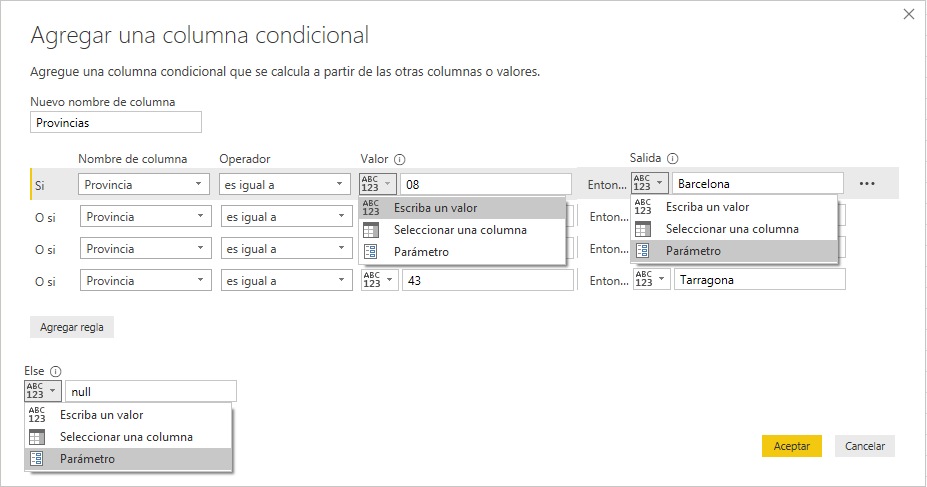 Agregar una columna condicional
Agregue una columna condicional que se calcula a partir de las otras columnas o valores.
Nuevo nombre de columna
Provincias
Nombre de columna Operador Valor Salida
Si Provincia es igual a ABC 123 08 Enton... ABC 123 Barcelona ...
O si Provincia es igual a Enton...
O si Provincia es igual a Enton...
O si Provincia es igual a ABC 123 43 Enton... ABC 123 Tarragona
ABC 123 Escriba un valor
Seleccionar una columna
Parámetro
ABC 123 Escriba un valor
Seleccionar una columna
Parámetro
Agregar regla
Else
ABC 123 null
ABC 123 Escriba un valor
Seleccionar una columna
Parámetro
Aceptar Cancelar